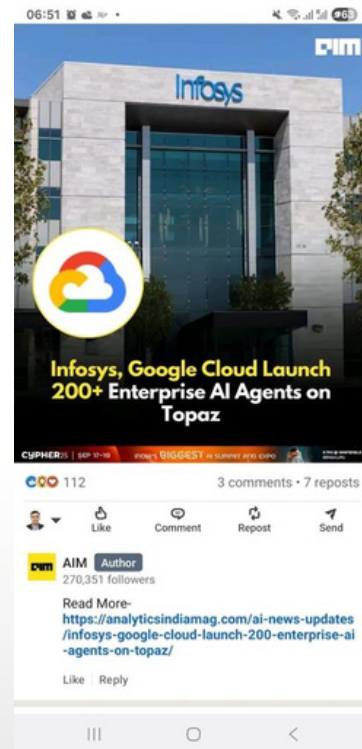 06:51
63
AIM
Infosys
Infosys, Google Cloud Launch
200+ Enterprise AI Agents on
Topaz
CYPHER25 | SEP 17-19 INDIA'S BIGGEST AI SUMMIT AND EXPO
112 3 comments • 7 reposts
Like Comment Repost Send
AIM
AIM Author
270,351 followers
Read More-
https://analyticsindiamag.com/ai-news-updates
/infosys-google-cloud-launch-200-enterprise-ai
-agents-on-topaz/
Like Reply